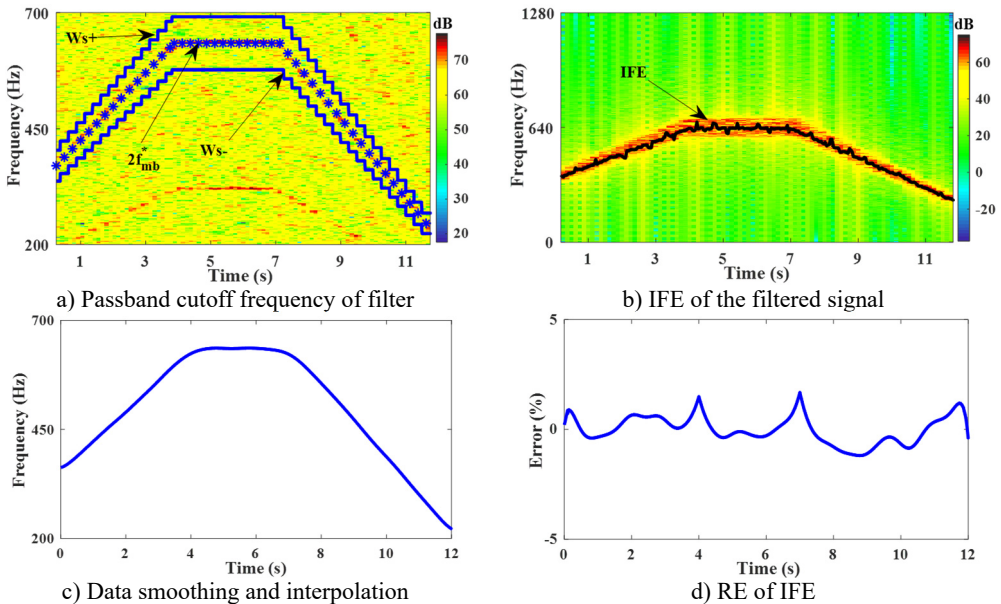 700
450
200
Frequency (Hz)
1
3
5
7
9
11
Time (s)
Ws+
2f*mb
Ws-
dB
70
60
50
40
30
20
a) Passband cutoff frequency of filter
1280
640
0
Frequency (Hz)
1
3
5
7
9
11
Time (s)
IFE
dB
60
40
20
0
-20
b) IFE of the filtered signal
700
450
200
Frequency (Hz)
0
2
4
6
8
10
12
Time (s)
c) Data smoothing and interpolation
5
0
-5
Error (%)
0
2
4
6
8
10
12
Time (s)
d) RE of IFE